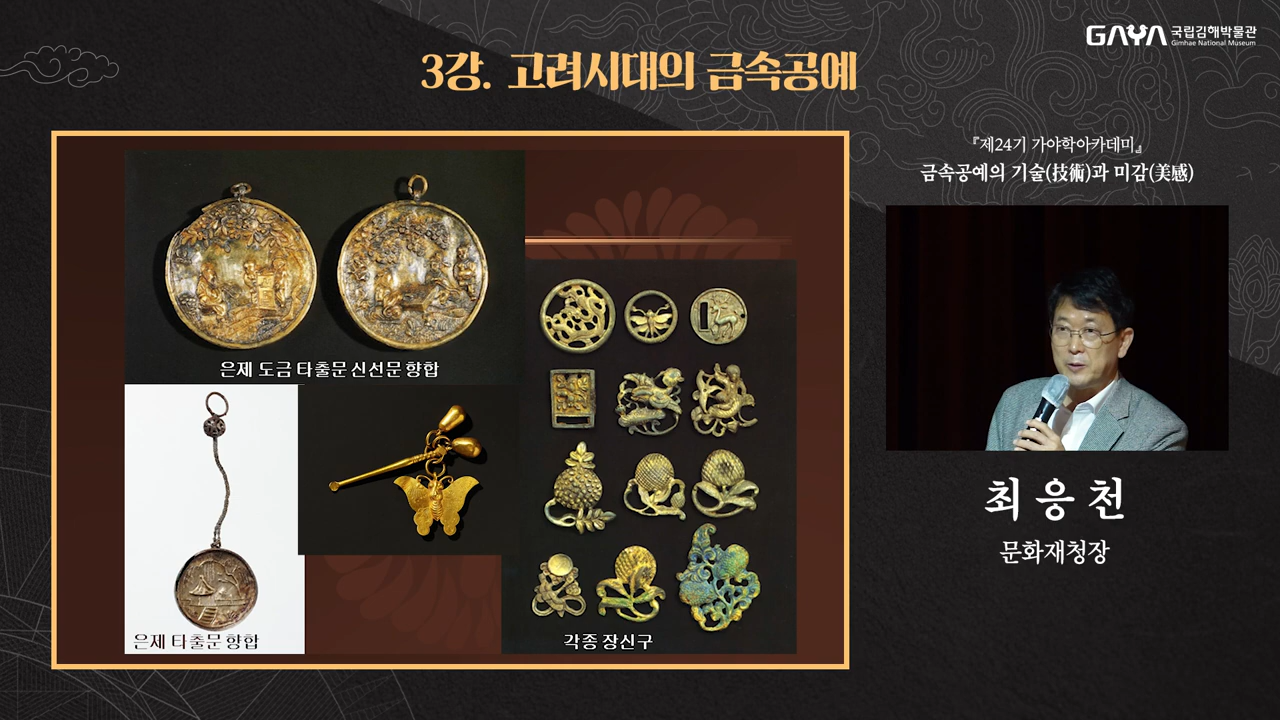 GAYA 국립김해박물관
Gimhae National Museum
3강. 고려시대의 금속공예
『제24기 가야학아카데미』
금속공예의 기술(技術)과 미감(美感)
은제 도금 타출문 신선문 향합
은제 타출문 향합
각종 장신구
최응천
문화재청장